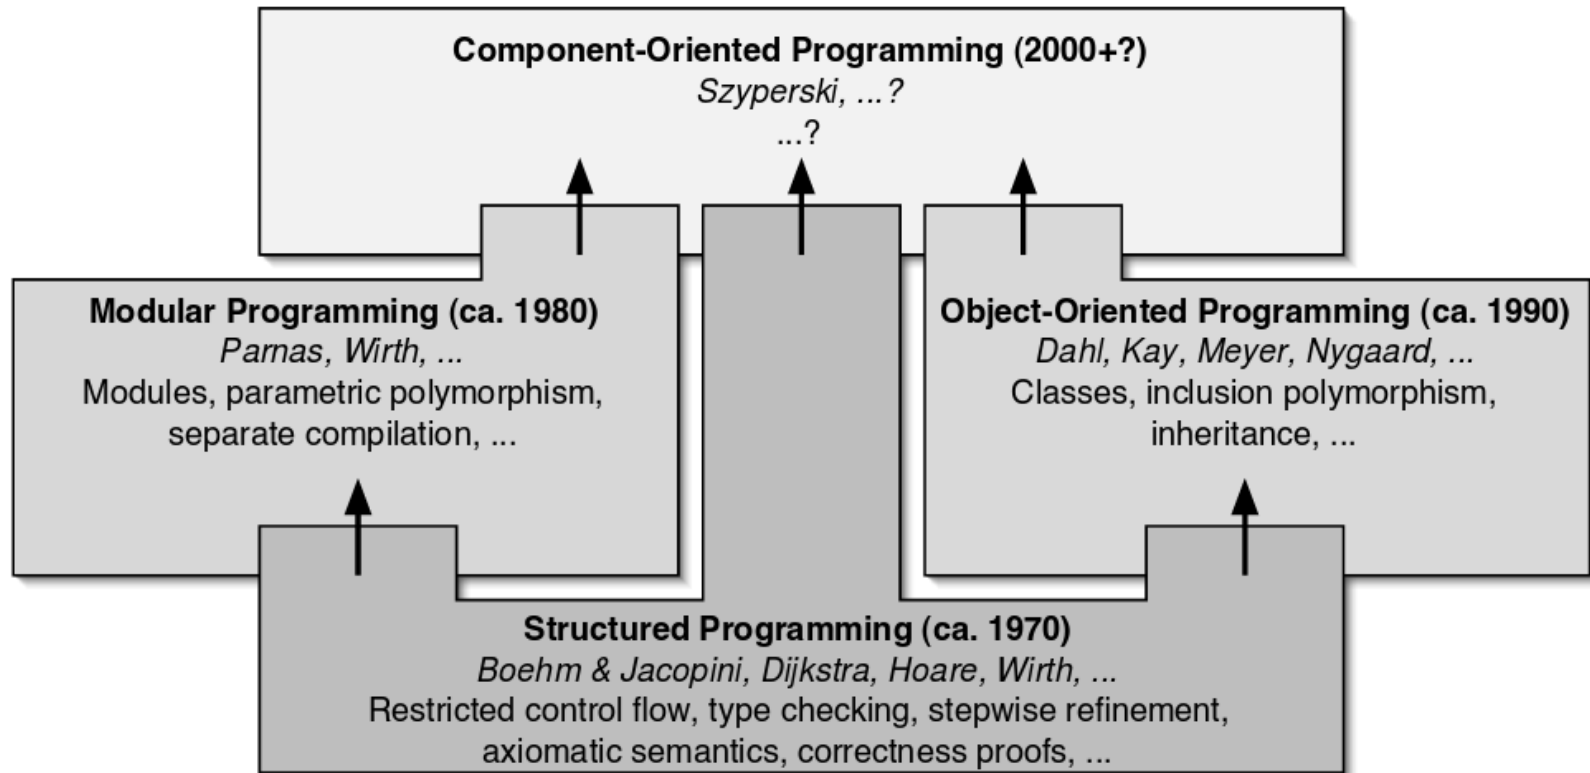 Component-Oriented Programming (2000+?)
Szyperski, ...?
...?
Modular Programming (ca. 1980)
Parnas, Wirth, ...
Modules, parametric polymorphism,
separate compilation, ...
Object-Oriented Programming (ca. 1990)
Dahl, Kay, Meyer, Nygaard, ...
Classes, inclusion polymorphism,
inheritance, ...
Structured Programming (ca. 1970)
Boehm & Jacopini, Dijkstra, Hoare, Wirth, ...
Restricted control flow, type checking, stepwise refinement,
axiomatic semantics, correctness proofs, ...